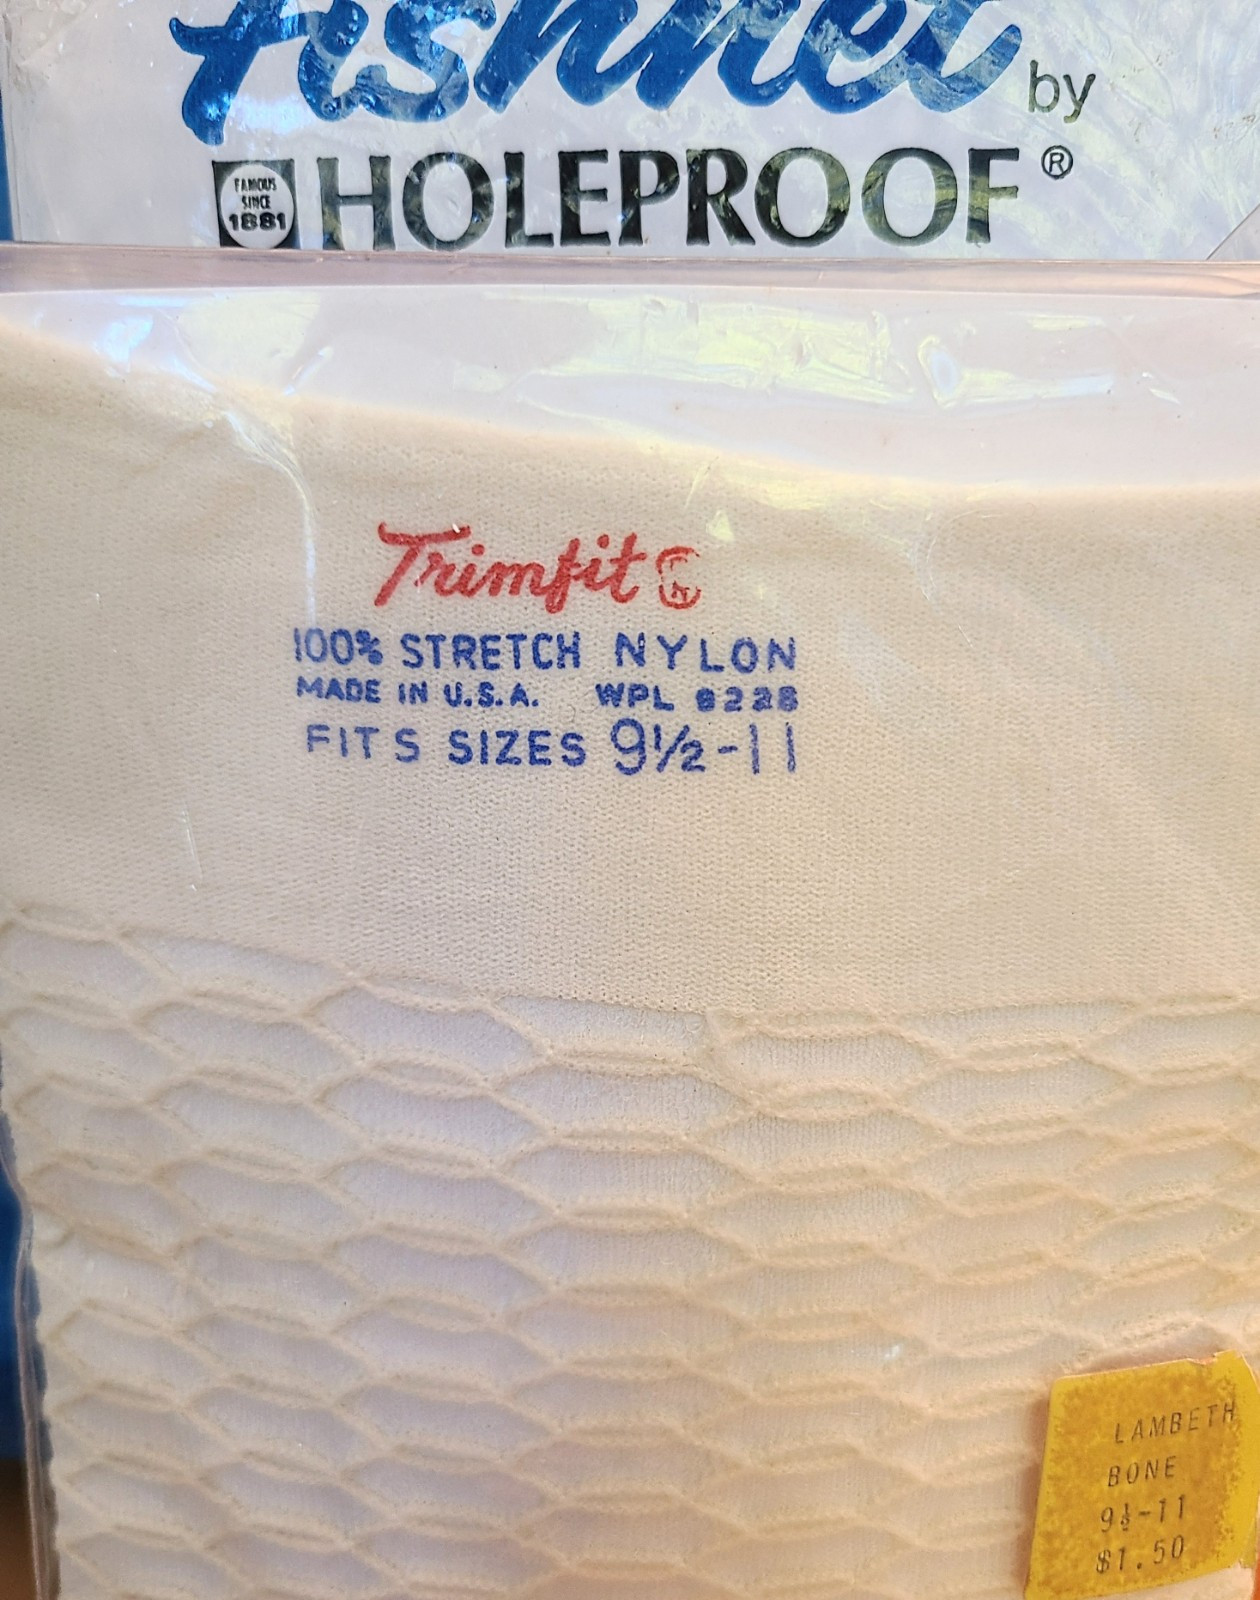 Fishnet
by
FAMOUS
SINCE
1881
HOLEPROOF®
Trimfit
100% STRETCH NYLON
MADE IN U.S.A. WPL 8228
FITS SIZES 9½-11
LAMBETH
BONE
9½-11
$1.50